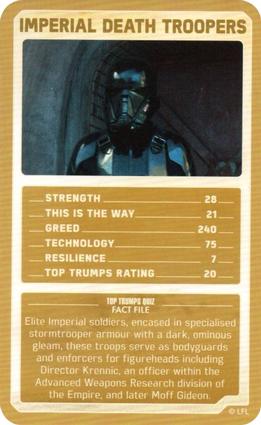 IMPERIAL DEATH TROOPERS
STRENGTH 28
THIS IS THE WAY 21
GREED 240
TECHNOLOGY 75
RESILIENCE 7
TOP TRUMPS RATING 20
TOP TRUMPS QUIZ
FACT FILE
Elite Imperial soldiers, encased in specialised
stormtrooper armour with a dark, ominous
gleam, these troops serve as bodyguards
and enforcers for figureheads including
Director Krennic, an officer within the
Advanced Weapons Research division of
the Empire, and later Moff Gideon.
© LFL